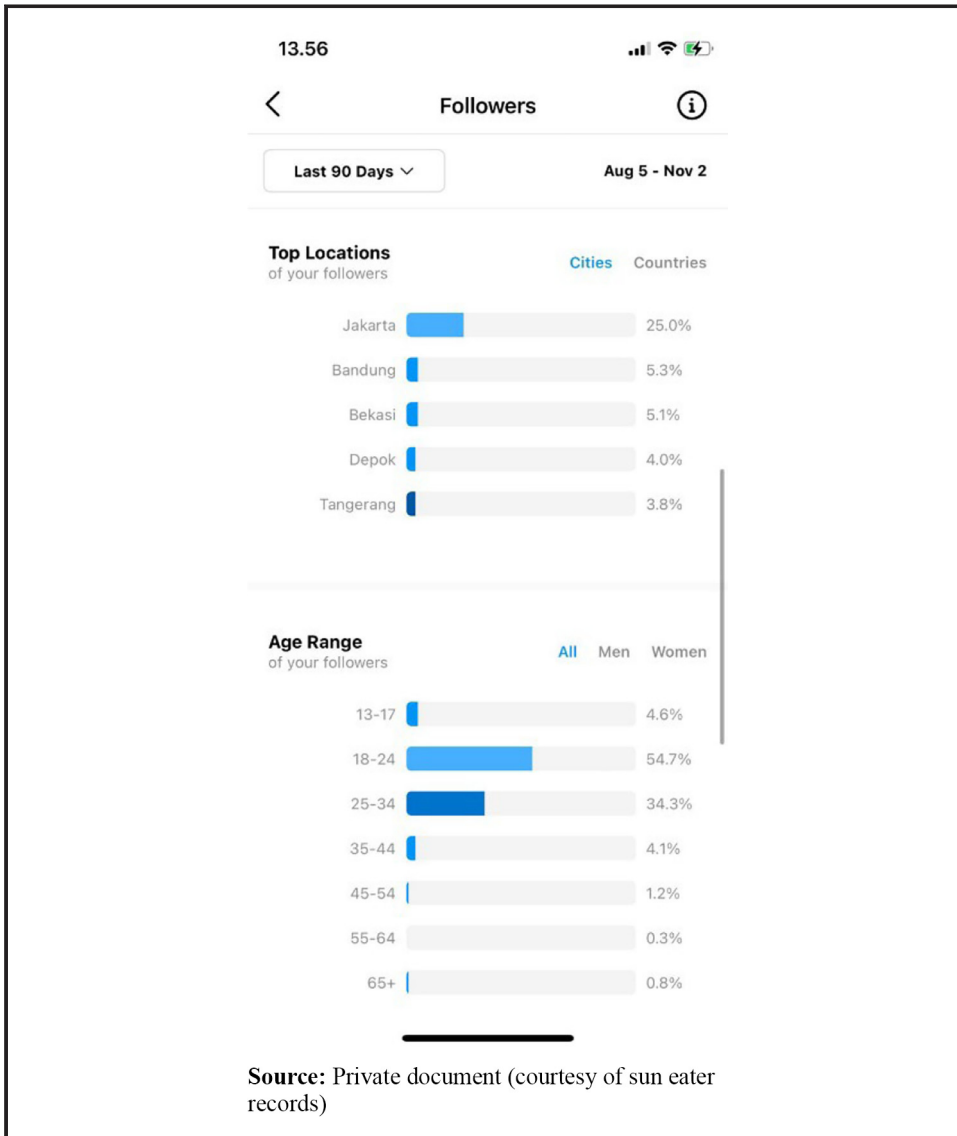 13.56
Followers
Last 90 Days
Aug 5 - Nov 2
Top Locations
of your followers
Cities Countries
Jakarta 25.0%
Bandung 5.3%
Bekasi 5.1%
Depok 4.0%
Tangerang 3.8%
Age Range
of your followers
All Men Women
13-17 4.6%
18-24 54.7%
25-34 34.3%
35-44 4.1%
45-54 1.2%
55-64 0.3%
65+ 0.8%
Source: Private document (courtesy of sun eater
records)